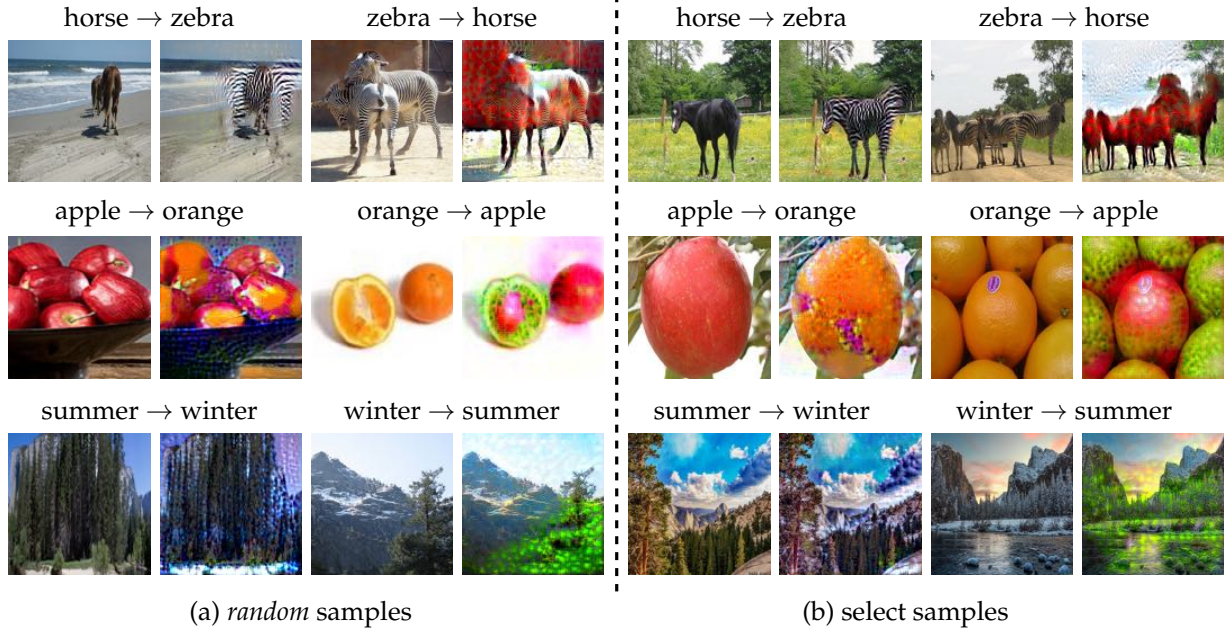 horse → zebra
zebra → horse
horse → zebra
zebra → horse
apple → orange
orange → apple
apple → orange
orange → apple
summer → winter
winter → summer
summer → winter
winter → summer
(a) random samples
(b) select samples